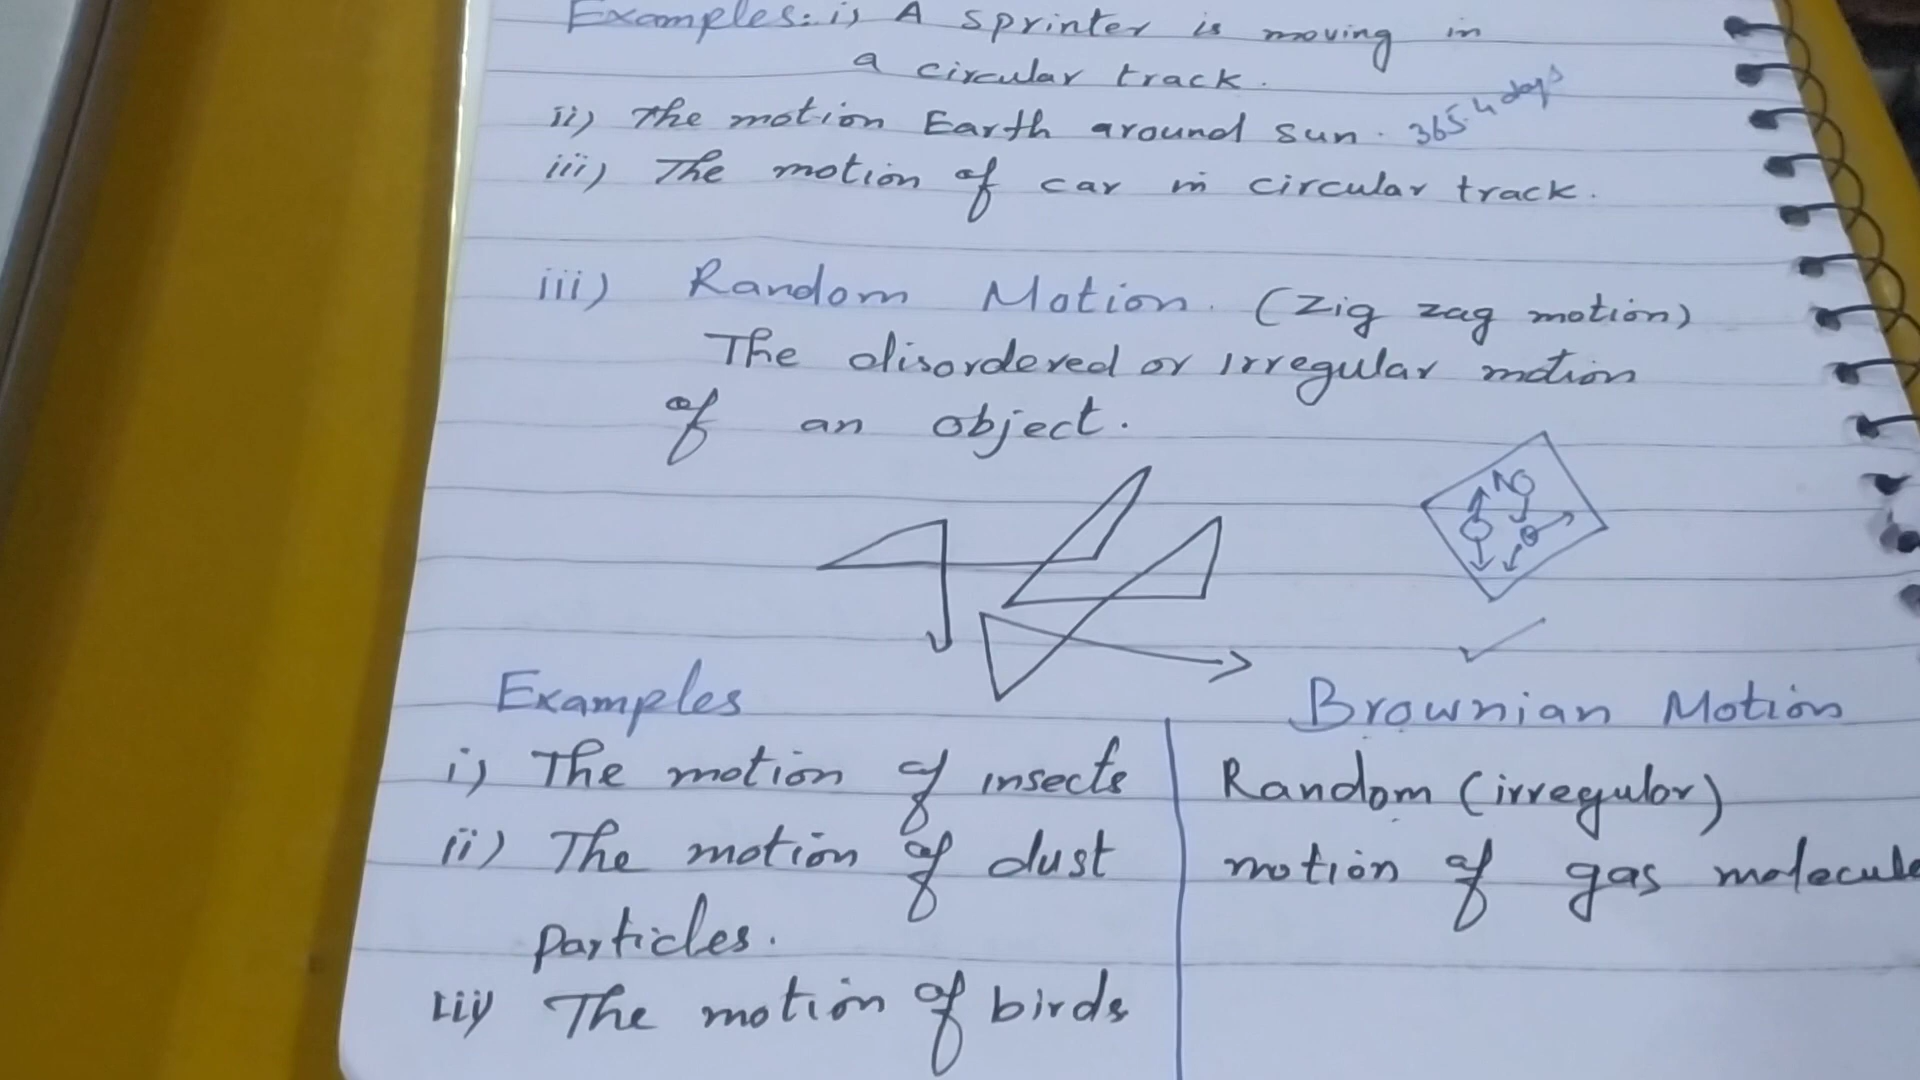 Examples: i) A sprinter is moving in
a circular track.
ii) The motion Earth around sun. 365.4 days
iii) The motion of car in circular track.
iii) Random Motion. (Zig zag motion)
The disordered or irregular motion
of an object.
Examples
i) The motion of insects
ii) The motion of dust
particles.
iii) The motion of birds
Brownian Motion
Random (irregular)
motion of gas molecule